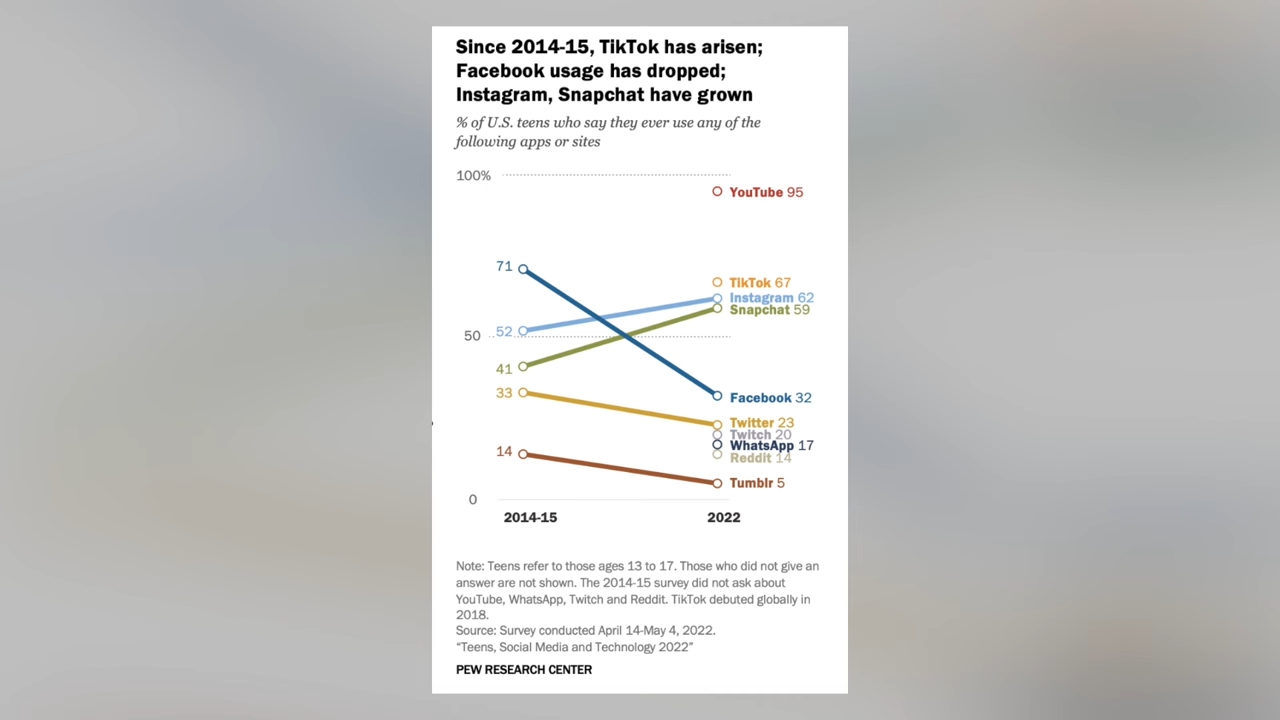 Since 2014-15, TikTok has arisen;
Facebook usage has dropped;
Instagram, Snapchat have grown
% of U.S. teens who say they ever use any of the
following apps or sites
100%
YouTube 95
71
TikTok 67
Instagram 62
52
Snapchat 59
50
41
33
Facebook 32
Twitter 23
Twitch 20
WhatsApp 17
14
Reddit 14
Tumblr 5
0
2014-15
2022
Note: Teens refer to those ages 13 to 17. Those who did not give an
answer are not shown. The 2014-15 survey did not ask about
YouTube, WhatsApp, Twitch and Reddit. TikTok debuted globally in
2018.
Source: Survey conducted April 14-May 4, 2022.
“Teens, Social Media and Technology 2022”
PEW RESEARCH CENTER